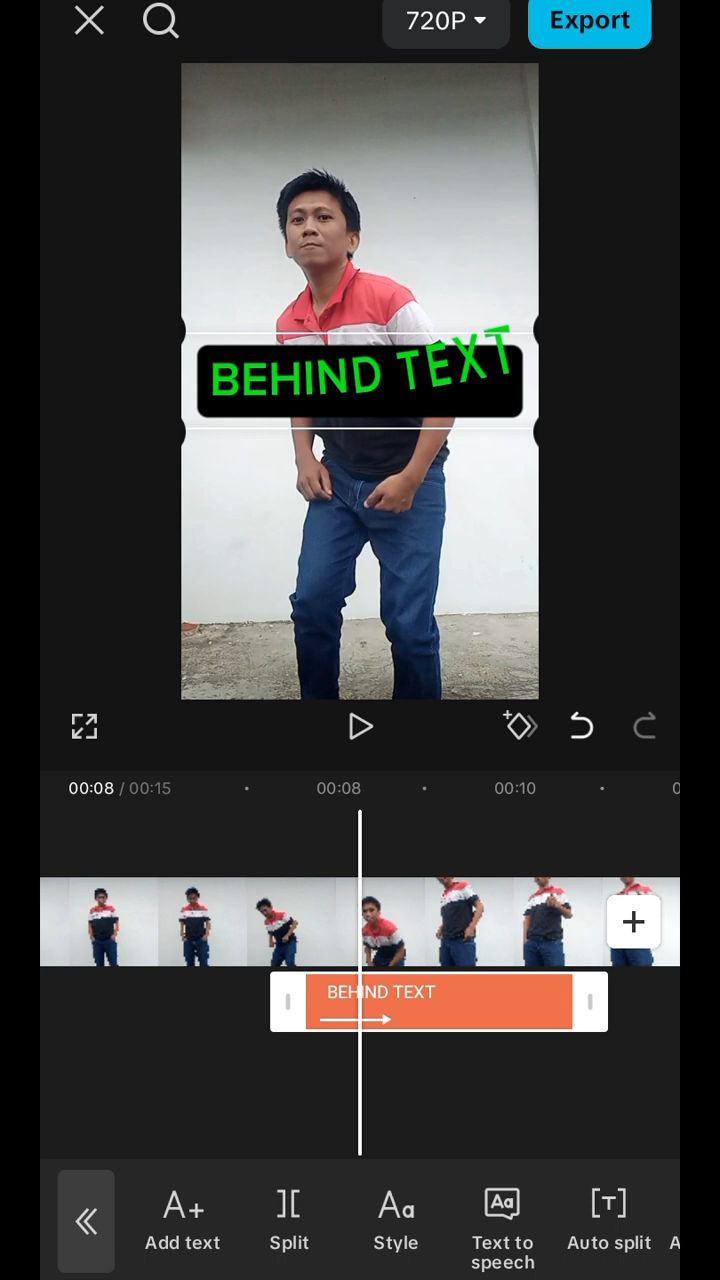 720P
Export
BEHIND TEXT
00:08 / 00:15
00:08
00:10
BEHIND TEXT
Add text
Split
Style
Text to speech
Auto split